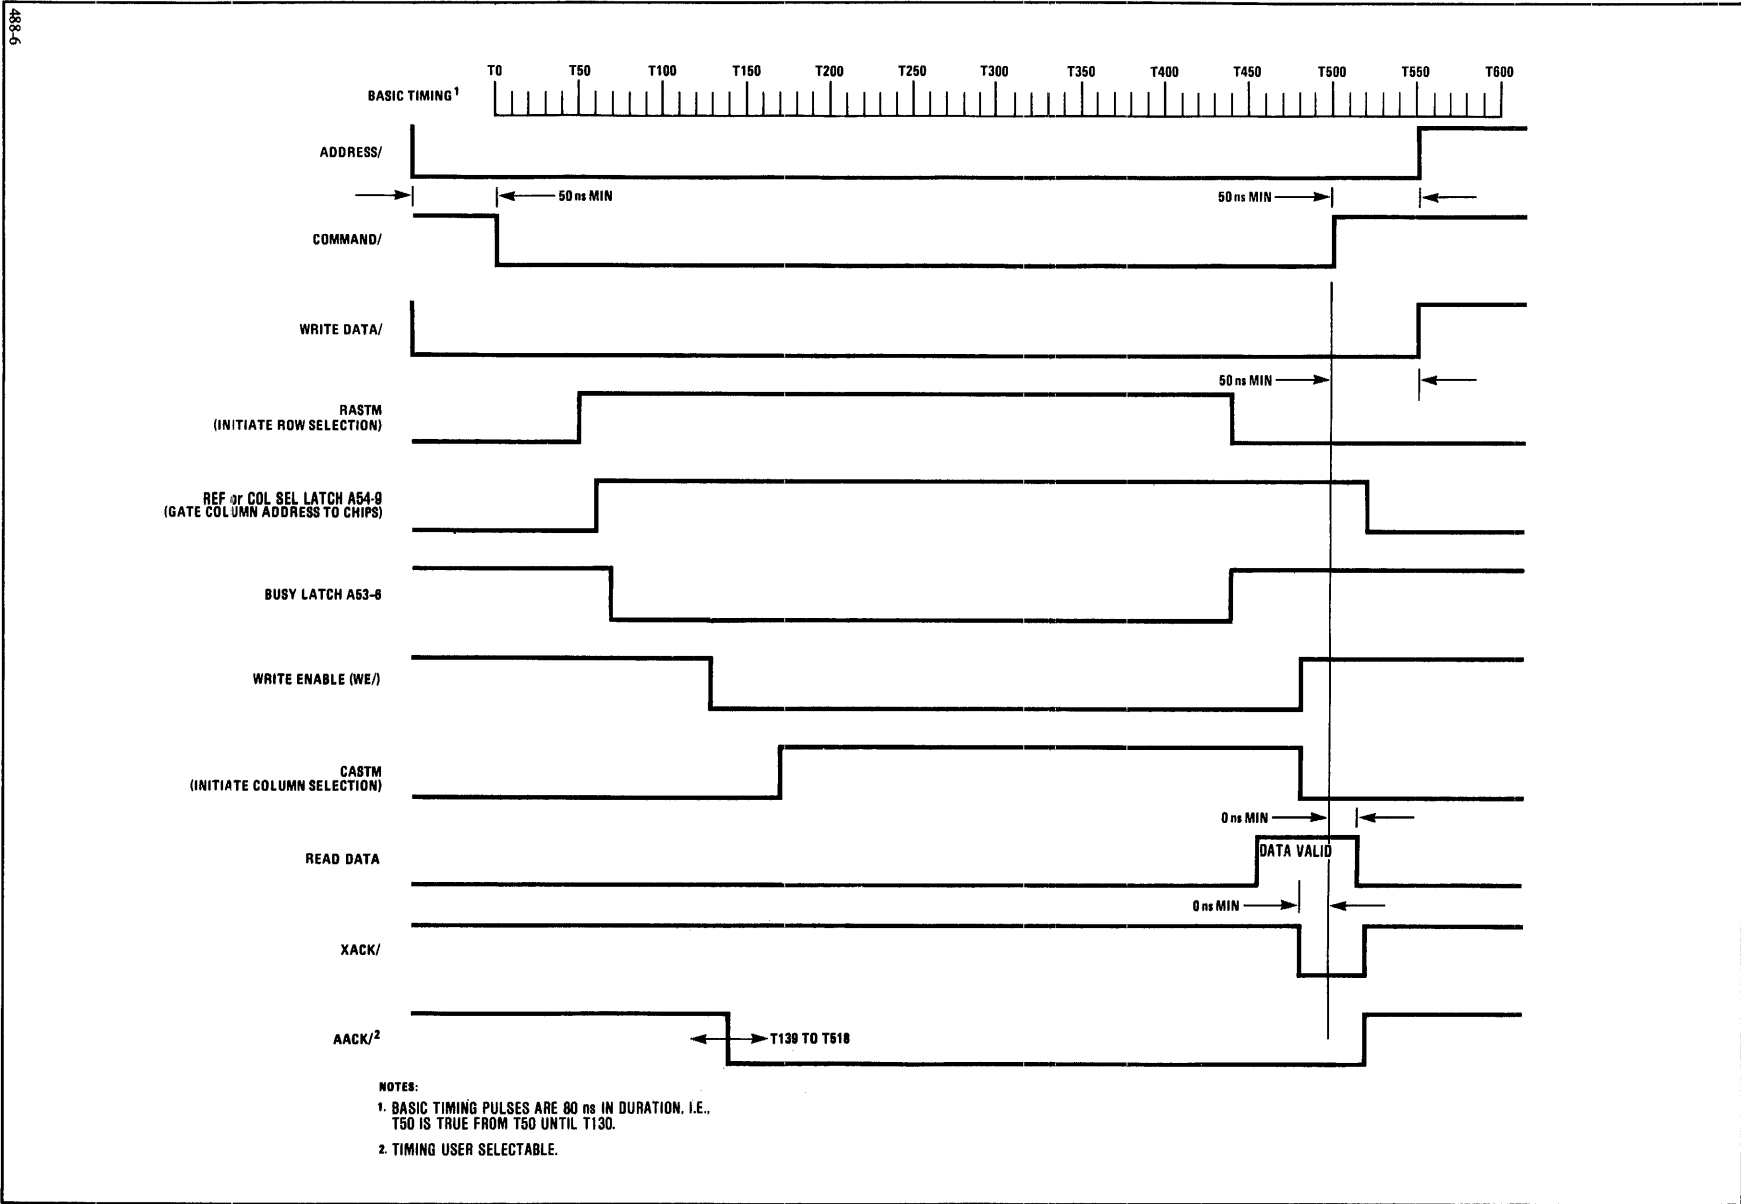 488-6
T0 T50 T100 T150 T200 T250 T300 T350 T400 T450 T500 T550 T600
BASIC TIMING1
ADDRESS/
50 ns MIN 50 ns MIN
COMMAND/
WRITE DATA/
50 ns MIN
RASTM
(INITIATE ROW SELECTION)
REF or COL SEL LATCH A54-9
(GATE COLUMN ADDRESS TO CHIPS)
BUSY LATCH A53-6
WRITE ENABLE (WE/)
CASTM
(INITIATE COLUMN SELECTION)
0 ns MIN
READ DATA
DATA VALID
0 ns MIN
XACK/
AACK/2
T139 TO T518
NOTES:
1. BASIC TIMING PULSES ARE 80 ns IN DURATION, I.E.,
T50 IS TRUE FROM T50 UNTIL T130.
2. TIMING USER SELECTABLE.